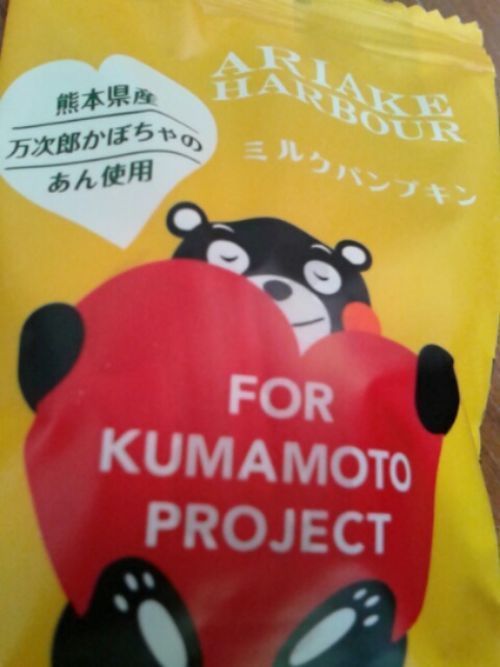 熊本県産
万次郎かぼちゃの
あん使用
ARIAKE
HARBOUR
ミルクパンプキン
FOR
KUMAMOTO
PROJECT